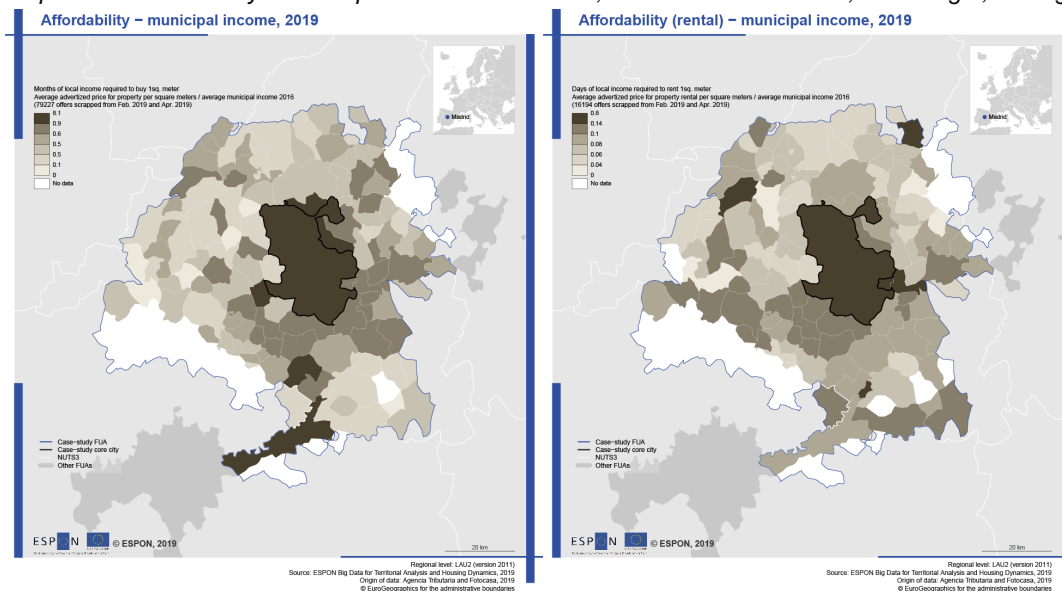 Affordability − municipal income, 2019
Months of local income required to buy 1sq. meter
Average advertized price for property per square meters / average municipal income 2016
(79227 offers scrapped from Feb. 2019 and Apr. 2019)
8.1
0.9
0.6
0.5
0.5
0.1
0
No data
Madrid
Case−study FUA
Case−study core city
NUTS3
Other FUAs
ESPON
© ESPON, 2019
20 km
Regional level: LAU2 (version 2011)
Source: ESPON Big Data for Territorial Analysis and Housing Dynamics, 2019
Origin of data: Agencia Tributaria and Fotocasa, 2019
© EuroGeographics for the administrative boundaries
Affordability (rental) − municipal income, 2019
Days of local income required to rent 1sq. meter
Average advertized price for property rental per square meters / average municipal income 2016
(16194 offers scrapped from Feb. 2019 and Apr. 2019)
0.8
0.14
0.1
0.08
0.06
0.04
0
No data
Madrid
Case−study FUA
Case−study core city
NUTS3
Other FUAs
ESPON
© ESPON, 2019
20 km
Regional level: LAU2 (version 2011)
Source: ESPON Big Data for Territorial Analysis and Housing Dynamics, 2019
Origin of data: Agencia Tributaria and Fotocasa, 2019
© EuroGeographics for the administrative boundaries